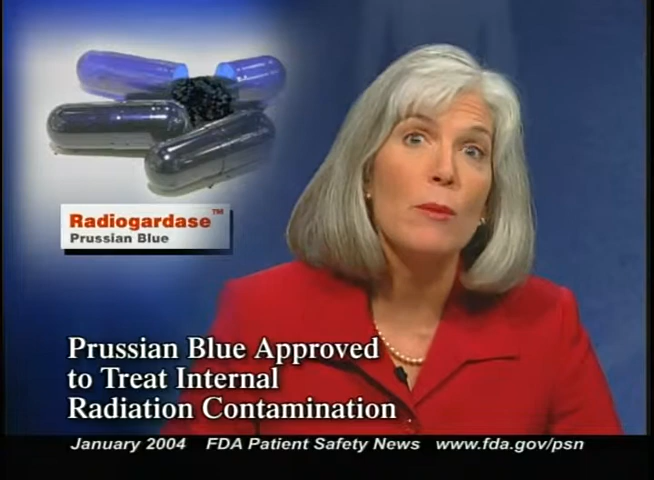 Radiogardase™
Prussian Blue
Prussian Blue Approved
to Treat Internal
Radiation Contamination
January 2004 FDA Patient Safety News www.fda.gov/psn